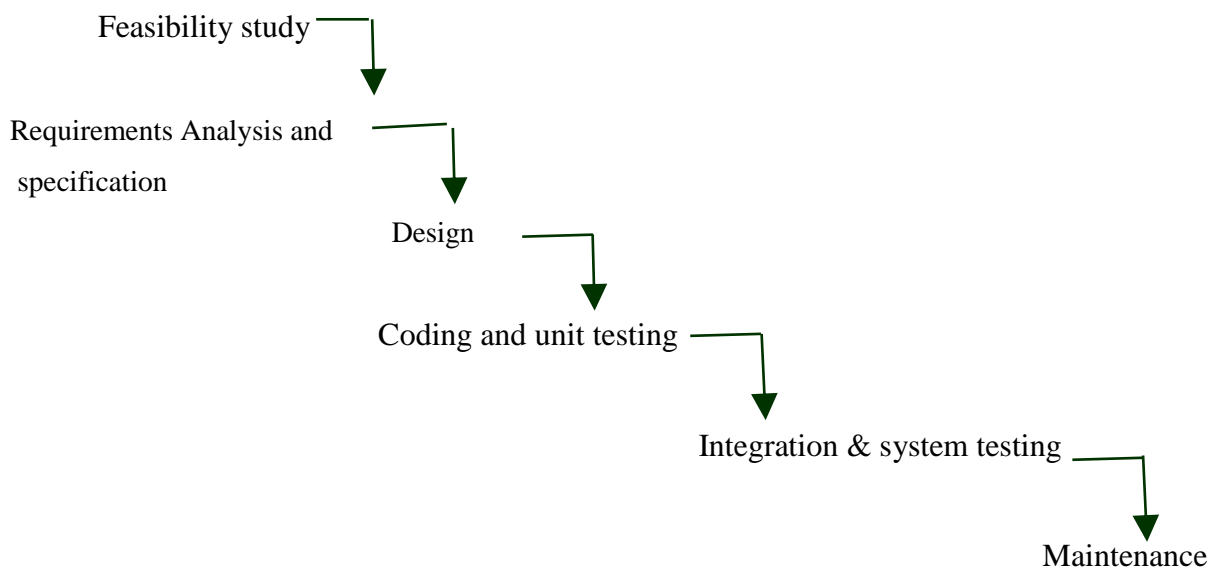 Feasibility study
Requirements Analysis and
specification
Design
Coding and unit testing
Integration & system testing
Maintenance